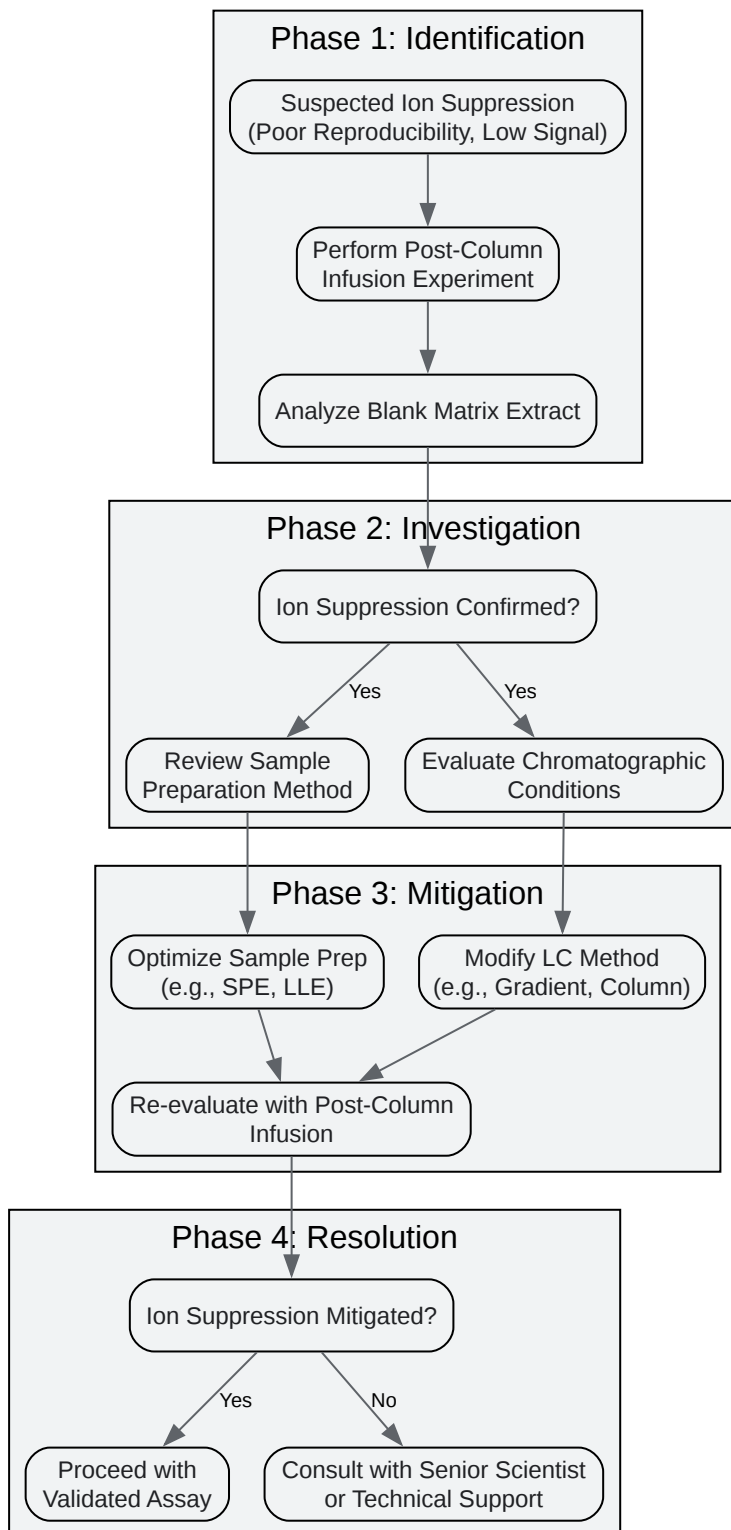 Phase 1: Identification
Suspected Ion Suppression
(Poor Reproducibility, Low Signal)
Perform Post-Column
Infusion Experiment
Analyze Blank Matrix Extract
Phase 2: Investigation
Ion Suppression Confirmed?
Yes
Yes
Review Sample
Preparation Method
Evaluate Chromatographic
Conditions
Phase 3: Mitigation
Optimize Sample Prep
(e.g., SPE, LLE)
Modify LC Method
(e.g., Gradient, Column)
Re-evaluate with Post-Column
Infusion
Phase 4: Resolution
Ion Suppression Mitigated?
Yes
No
Proceed with
Validated Assay
Consult with Senior Scientist
or Technical Support